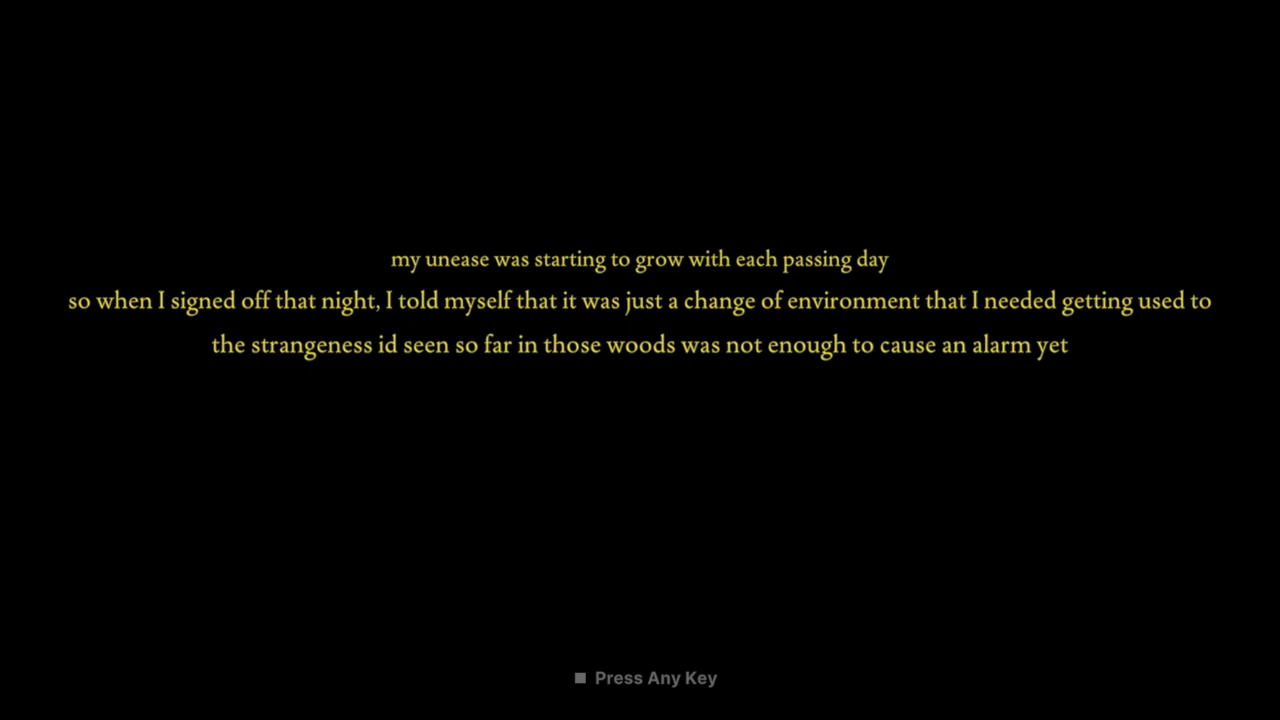 my unease was starting to grow with each passing day
so when I signed off that night, I told myself that it was just a change of environment that I needed getting used to
the strangeness id seen so far in those woods was not enough to cause an alarm yet
Press Any Key